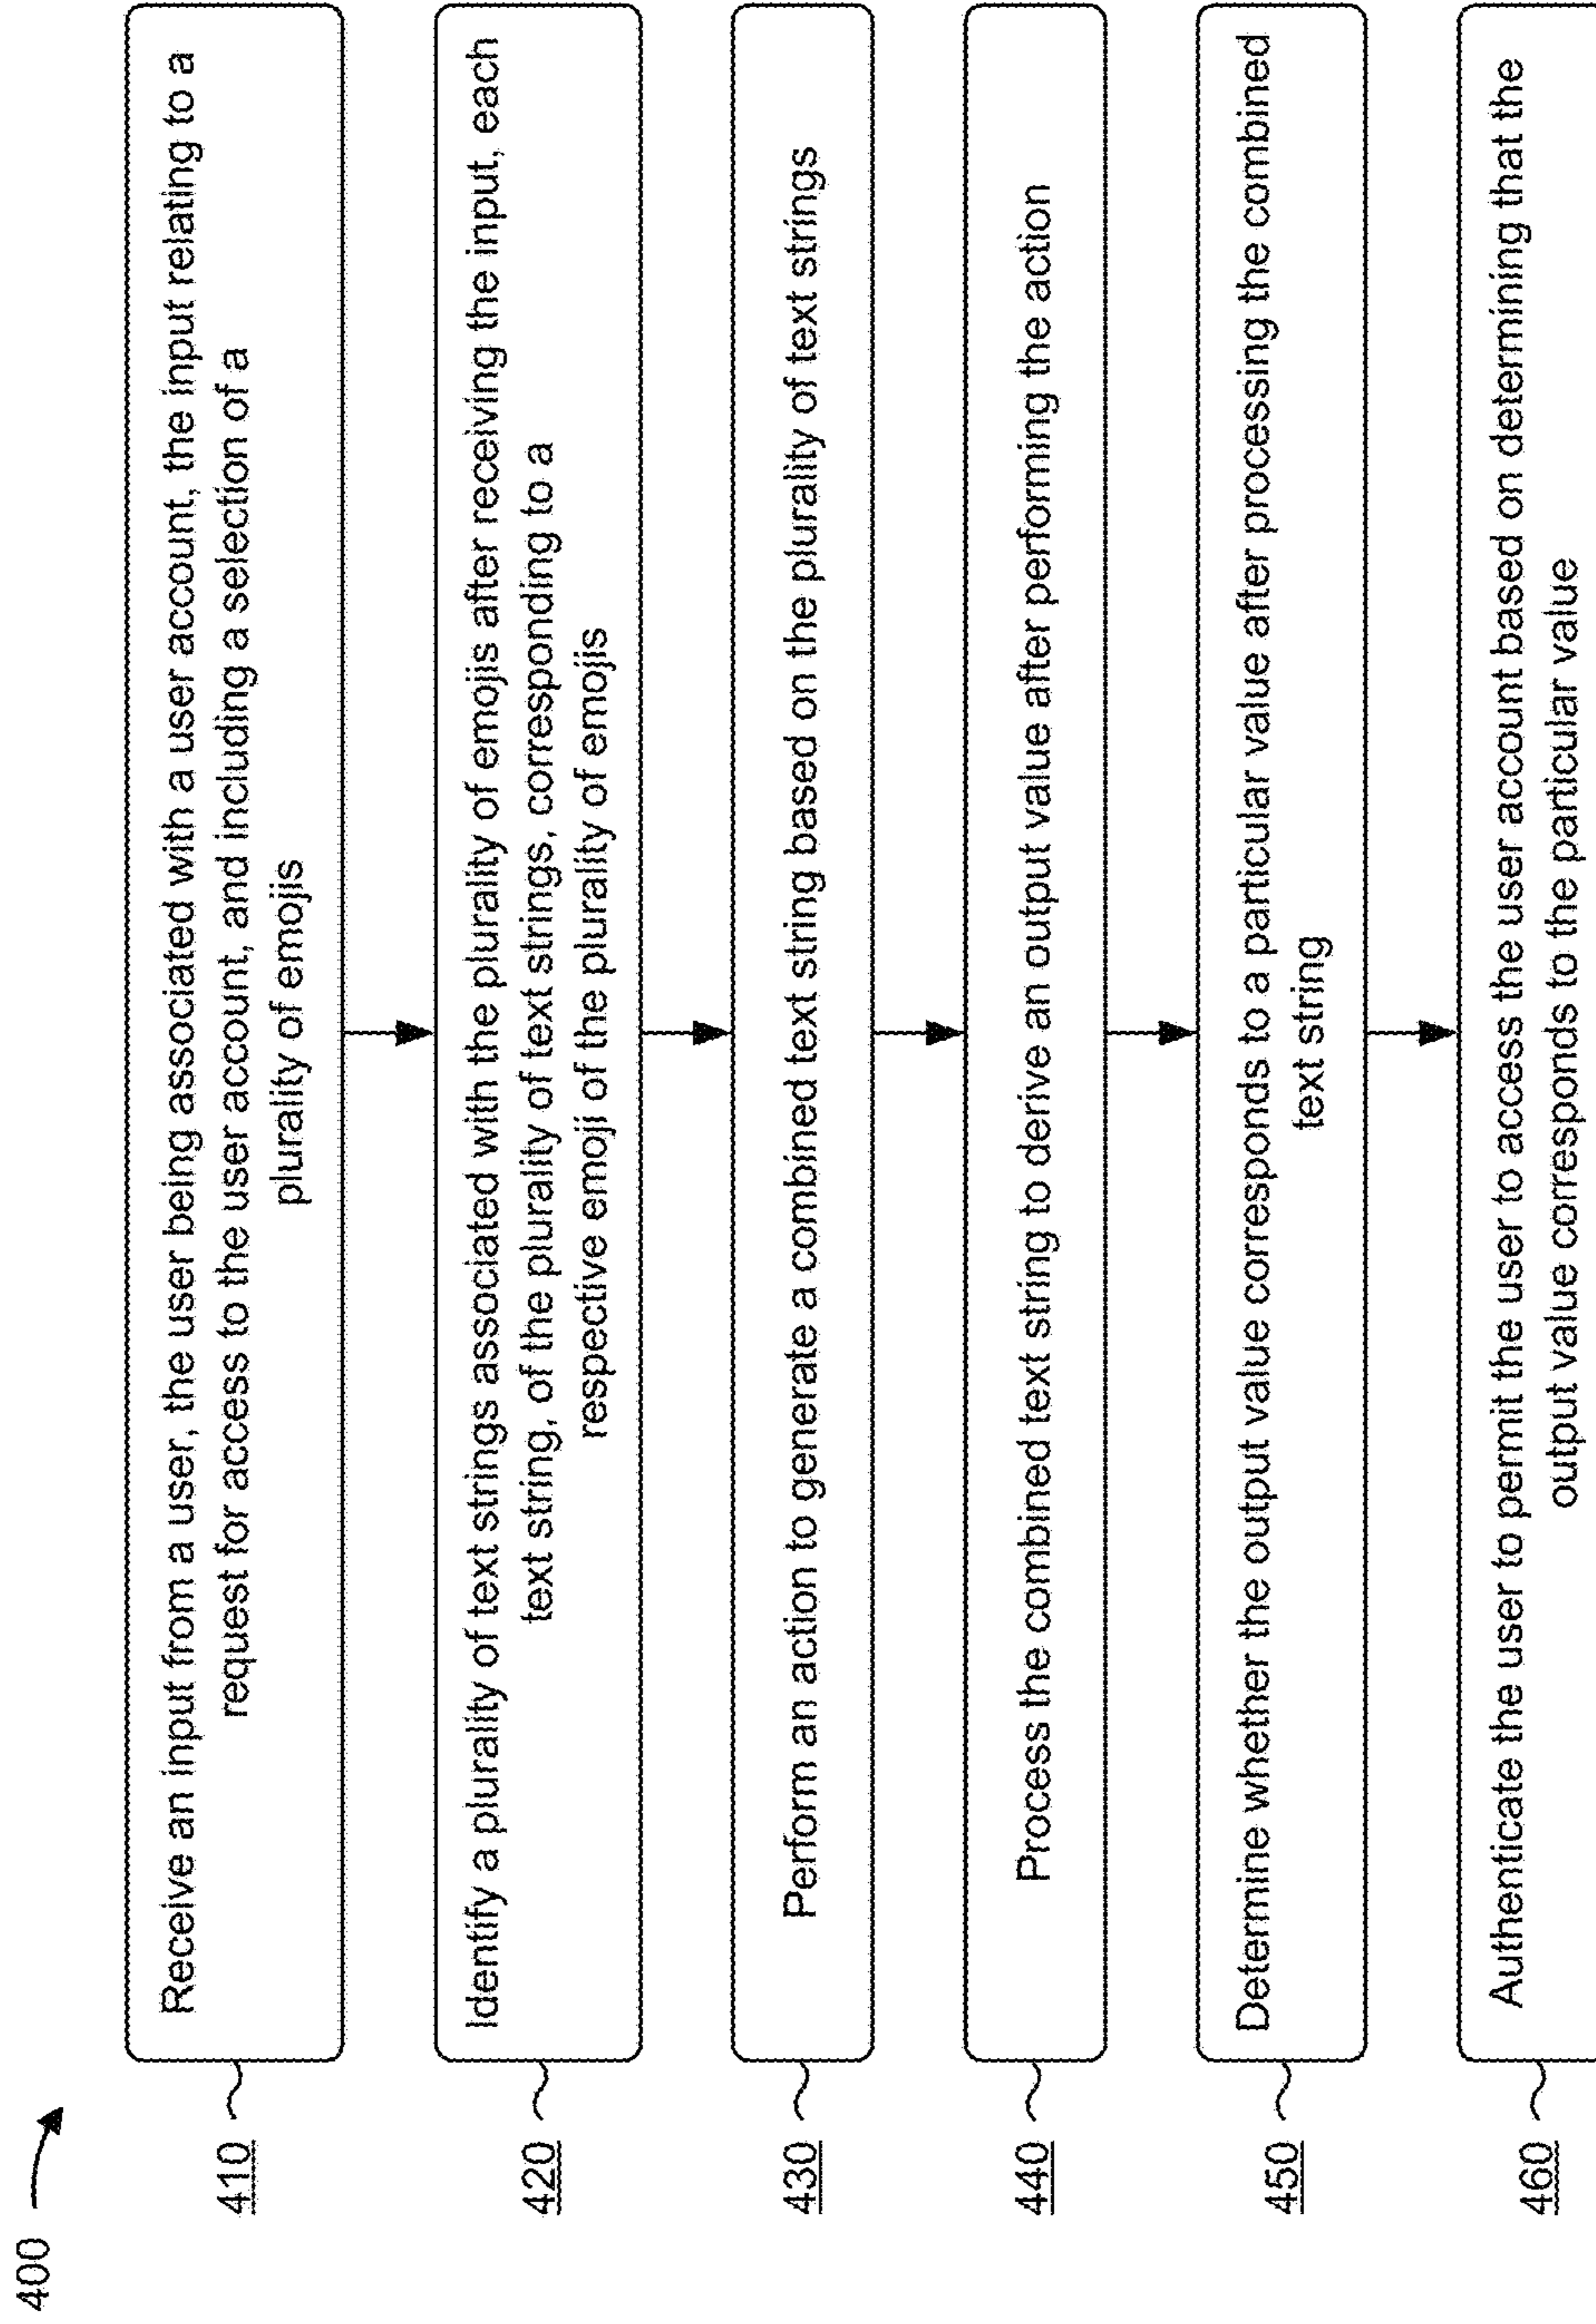 400
410
Receive an input from a user, the user being associated with a user account, the input relating to a
request for access to the user account, and including a selection of a
plurality of emojis
420
Identify a plurality of text strings associated with the plurality of emojis after receiving the input, each
text string, of the plurality of text strings, corresponding to a
respective emoji of the plurality of emojis
430
Perform an action to generate a combined text string based on the plurality of text strings
440
Process the combined text string to derive an output value after performing the action
450
Determine whether the output value corresponds to a particular value after processing the combined
text string
460
Authenticate the user to permit the user to access the user account based on determining that the
output value corresponds to the particular value